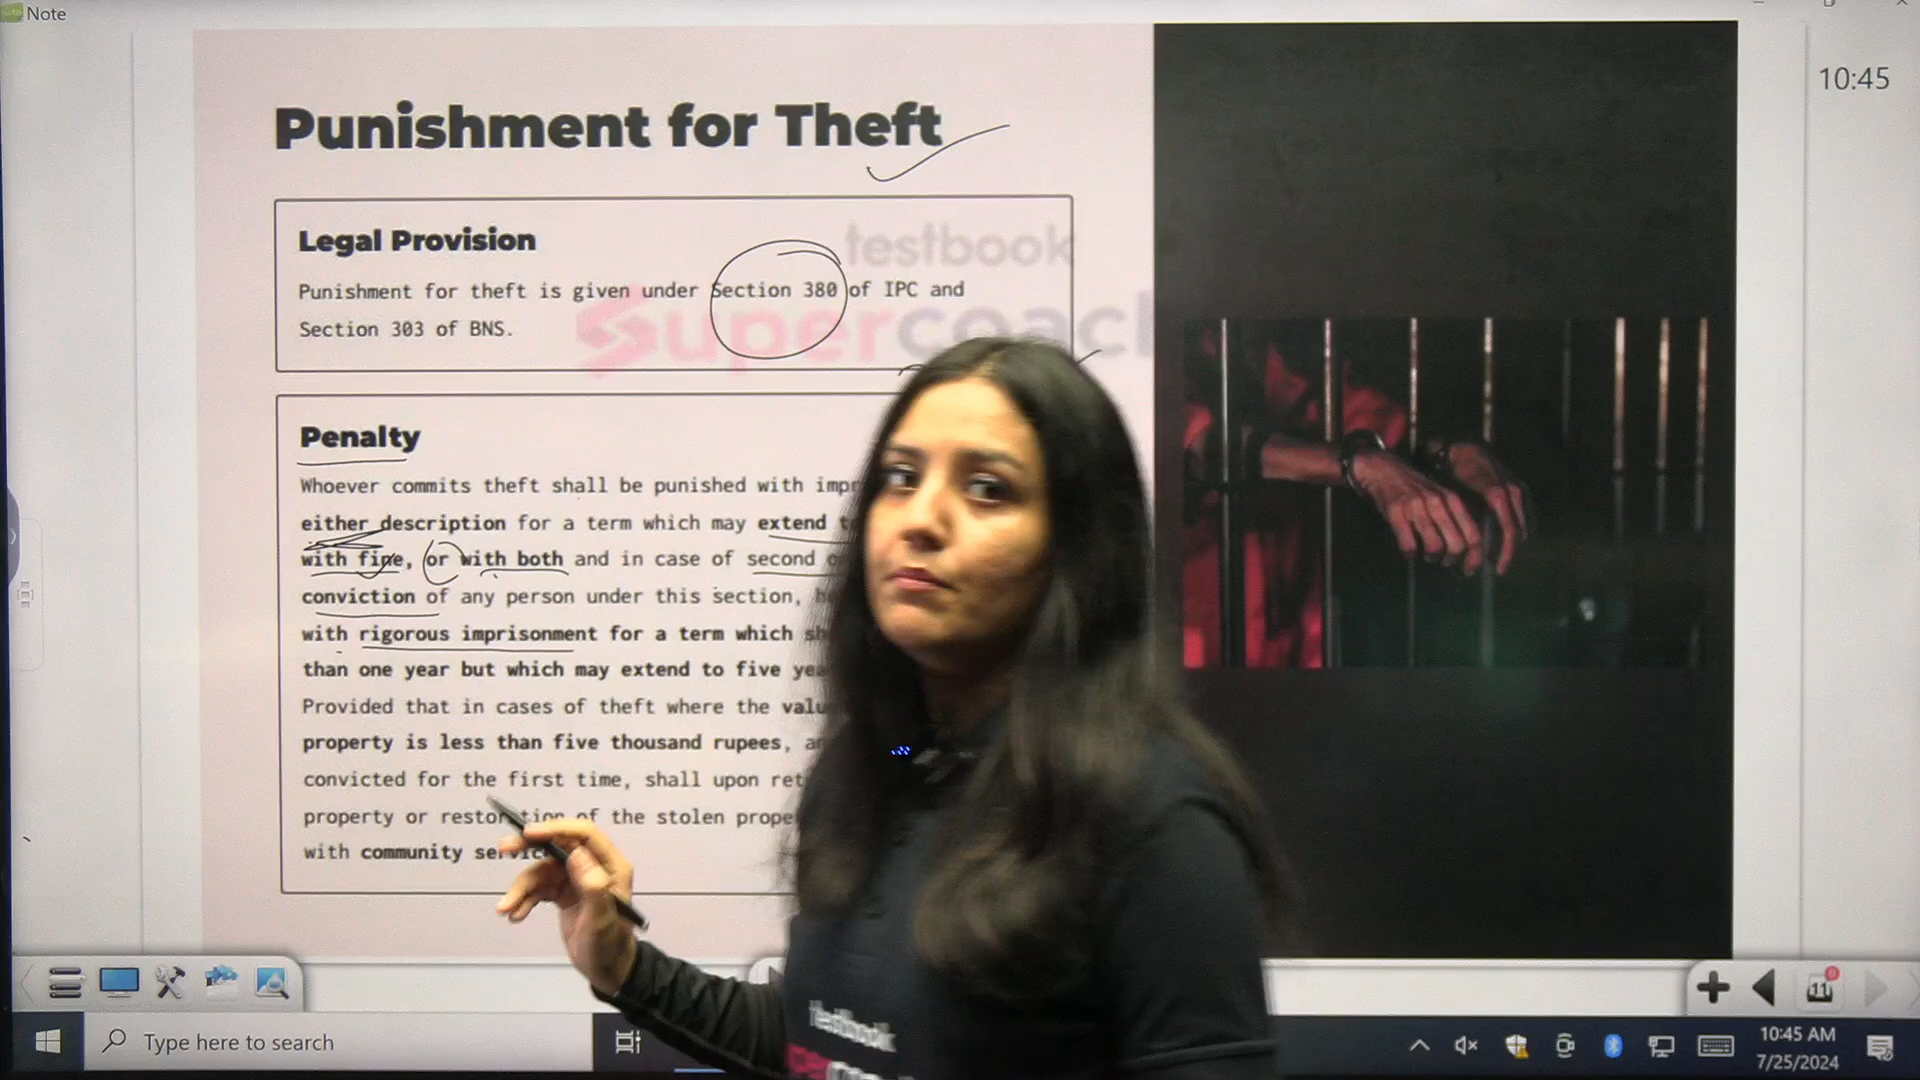 Note
10:45
Punishment for Theft
Legal Provision
testbook
Punishment for theft is given under Section 380 of IPC and
Section 303 of BNS.
Supercoach
Penalty
Whoever commits theft shall be punished with
either description for a term which may extend
with fine, or with both and in case of second
conviction of any person under this section,
with rigorous imprisonment for a term which
than one year but which may extend to five
Provided that in cases of theft where the
property is less than five thousand rupees,
convicted for the first time, shall upon
property or restoration of the stolen
with community
testbook
11
Type here to search
10:45 AM
7/25/2024